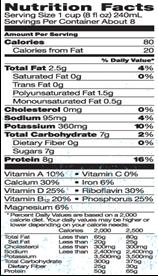 Nutrition Facts
Serving Size 1 cup (8 fl oz) 240mL
Servings Per Container About 8
Amount Per Serving
Calories 80
Calories from Fat 20
% Daily Value*
Total Fat 2.5g 4%
Saturated Fat 0g 0%
Trans Fat 0g
Polyunsaturated Fat 1.5g
Monounsaturated Fat 0.5g
Cholesterol 0mg 0%
Sodium 95mg 4%
Potassium 360mg 10%
Total Carbohydrate 7g 2%
Dietary Fiber 0g 0%
Sugars 7g
Protein 8g 16%
Vitamin A 10% • Vitamin C 0%
Calcium 30% • Iron 6%
Vitamin D 25% • Riboflavin 30%
Vitamin B12 20% • Phosphorus 25%
Magnesium 6%
* Percent Daily Values are based on a 2,000
calorie diet. Your daily values may be higher or
lower depending on your calorie needs:
Calories 2,000 2,500
Total Fat Less than 65g 80g
Sat Fat Less than 20g 25g
Cholesterol Less than 300mg 300mg
Sodium Less than 2,400mg 2,400mg
Potassium 3,500mg 3,500mg
Total Carbohydrate 300g 375g
Dietary Fiber 25g 30g
Protein 50g 65g